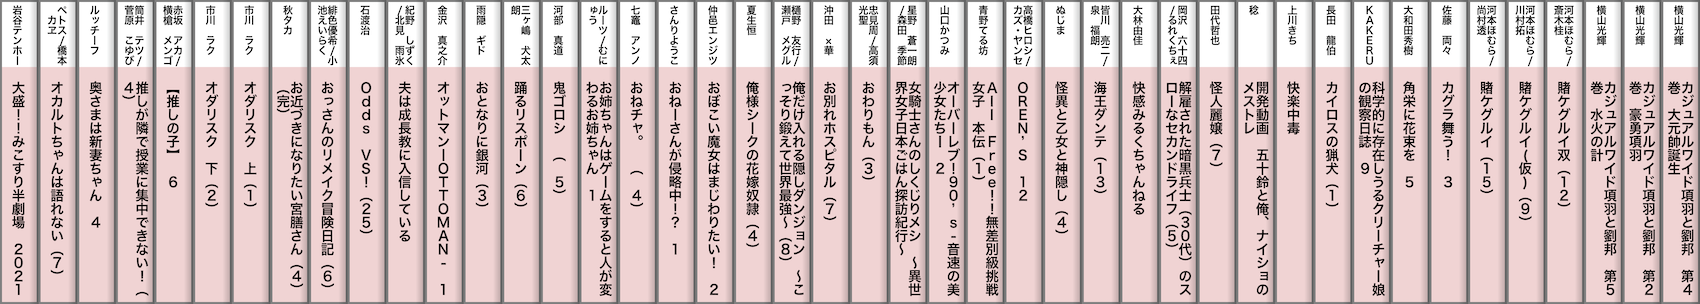 横山光輝
カジュアルワイド項羽と劉邦　第4
巻　大元帥誕生
横山光輝
カジュアルワイド項羽と劉邦　第2
巻　豪勇項羽
横山光輝
カジュアルワイド項羽と劉邦　第5
巻　水火の計
河本ほむら/
斎木桂
賭ケグルイ双（12）
河本ほむら/
川村拓
賭ケグルイ(仮)（9）
河本ほむら/
尚村透
賭ケグルイ（15）
佐藤　両々
カグラ舞う！　3
大和田秀樹
角栄に花束を　5
KAKERU
科学的に存在しうるクリーチャー娘
の観察日誌　9
長田　龍伯
カイロスの猟犬（1）
上川きち
快楽中毒
稔
開発動画　五十鈴と俺、ナイショの
メストレ
田代哲也
怪人麗嬢（7）
岡沢　六十四
/るれくちぇ
解雇された暗黒兵士（30代）のス
ローなセカンドライフ（5）
大林由佳
快感みるくちゃんねる
皆川　亮二/
泉　福朗
海王ダンテ（13）
ぬじま
怪異と乙女と神隠し（4）
高橋ヒロシ/
カズ・ヤンセ
OREN'S　12
青野てる坊
All　Free！！無差別級挑戦
女子　本伝（1）
山口かつみ
オーバーレブ！90's-音速の美
少女たちー　2
星野　蒼一朗
/森田　季節
女騎士さんのしくじりメシ　～異世
界女子日本ごはん探訪紀行～
忠見周/高須
光聖
おわりもん（3）
沖田　×華
お別れホスピタル（7）
樋野　友行/
瀬戸　メグル
俺だけ入れる隠しダンジョン　～こ
っそり鍛えて世界最強～（8）
夏生恒
俺様シークの花嫁奴隷（4）
仲邑エンジツ
おぼこい魔女はまじわりたい！　2
さんりようこ
おねーさんが侵略中！？　1
七竈　アンノ
おねチャ。　（4）
ルーツ/むに
ゅう
お姉ちゃんはゲームをすると人が変
わるお姉ちゃん　1
河部　真道
鬼ゴロシ　（5）
三ヶ嶋　犬太
朗
踊るリスポーン（6）
雨隠　ギド
おとなりに銀河（3）
金沢　真之介
オットマン―OTTOMAN-　1
紀野　しずく
/北見　雨氷
夫は成長教に入信している
石渡治
Odds　VS！（25）
緋色優希/小
池えいらく
おっさんのリメイク冒険日記（6）
秋タカ
お近づきになりたい宮膳さん（4）
（完）
市川　ラク
オダリスク　上（1）
市川　ラク
オダリスク　下（2）
赤坂　アカ/
横槍　メンゴ
【推しの子】　6
筒井　テツ/
菅原　こゆび
推しが隣で授業に集中できない！（
4）
ルッチーフ
奥さまは新妻ちゃん　4
ペトス/橋本
カヱ
オカルトちゃんは語れない（7）
岩谷テンホー
大盛！！みこすり半劇場　2021